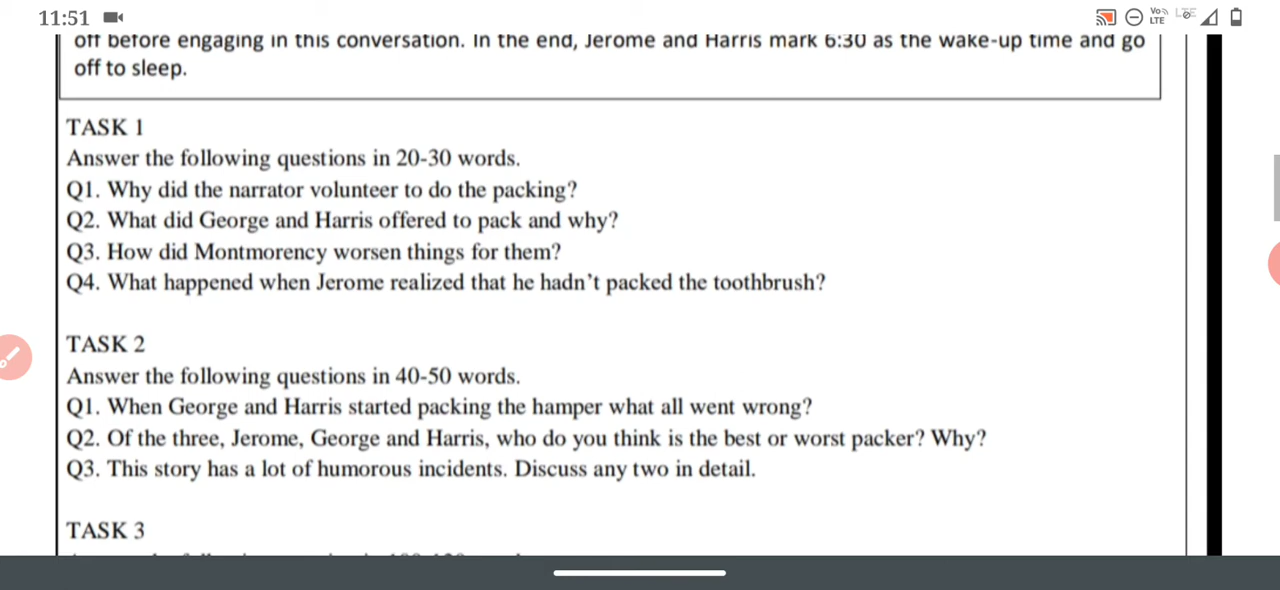 11:51
Vo LTE LTE
off before engaging in this conversation. In the end, Jerome and Harris mark 6:30 as the wake-up time and go
off to sleep.
TASK 1
Answer the following questions in 20-30 words.
Q1. Why did the narrator volunteer to do the packing?
Q2. What did George and Harris offered to pack and why?
Q3. How did Montmorency worsen things for them?
Q4. What happened when Jerome realized that he hadn’t packed the toothbrush?
TASK 2
Answer the following questions in 40-50 words.
Q1. When George and Harris started packing the hamper what all went wrong?
Q2. Of the three, Jerome, George and Harris, who do you think is the best or worst packer? Why?
Q3. This story has a lot of humorous incidents. Discuss any two in detail.
TASK 3